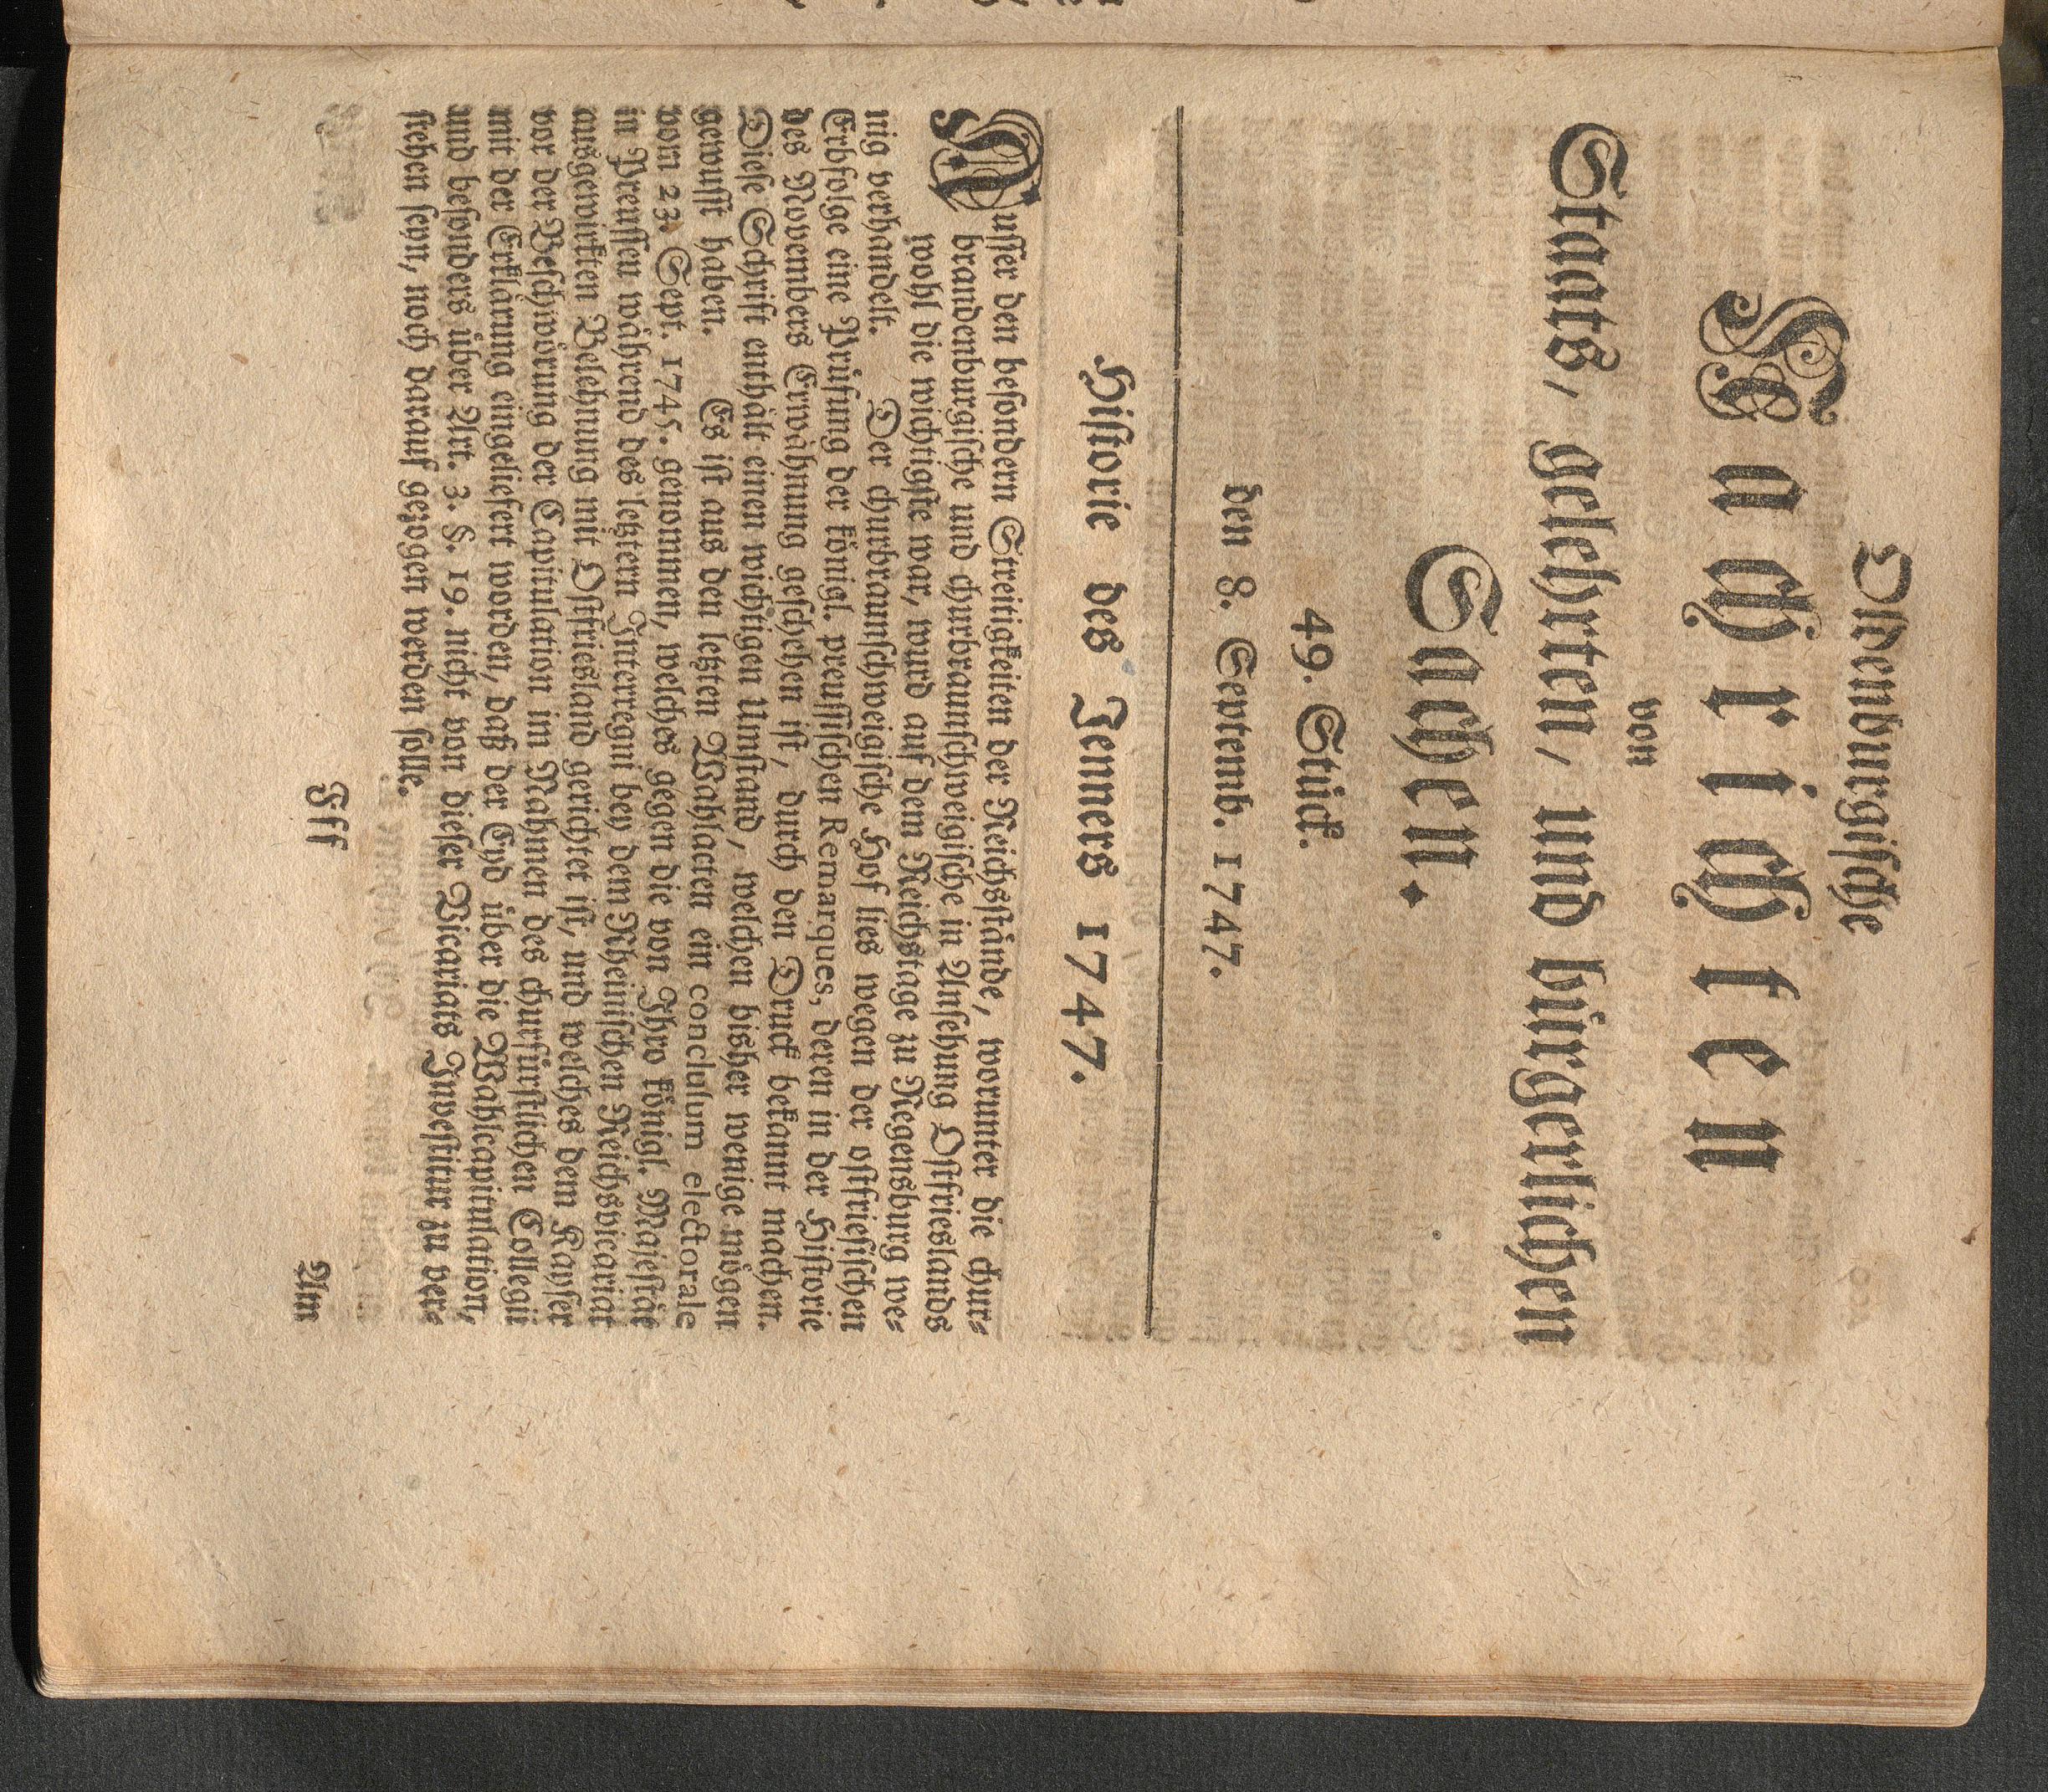 Oldenburgische
Nachrichten
von
Staats, gelehrten, und bürgerlichen
Sachen.
49. Stück.
den 8. Septemb. 1747.
Historie des Jenners 1747.
Ausser den besondern Streitigkeiten der Reichsstände, worunter die chur-
brandenburgische und churbraunschweigische in Ansehung Ostfrieslands
wohl die wichtigste war, wurd auf dem Reichstage zu Regensburg we-
nig verhandelt. Der churbraunschweigische Hof lies wegen der ostfriesischen
Erbfolge eine Prüfung der königl. preussischen Remarques, deren in der Historie
des Novembers Erwöhnung geschehen ist, durch den Druck bekannt machen.
Diese Schrift enthält einen wichtigen Umstand, welchen bisher wenige mögen
gewusst haben. Es ist aus den letzten Wahlacten ein conclusum electorale
vom 23. Sept. 1745. genommen, welches gegen die von Ihro königl. Majestät
in Preussen während des letztern Interregni bey dem Rheinischen Reichsvicariat
ausgewirkten Belehnung mit Ostfriesland gerichtet ist, und welches dem Kayser
vor der Beschwörung der Capitulation in Nahmen des churfürstlichen Collegii
mit der Erklärung eingeliefert worden, daß der Eyd über die Wahlcapitulation,
und besonders über Art. 3. §. 19. nicht von dieser Vicariats Investitur zu ver-
stehen seyn, noch darauf gezogen werden solle.
Fff
Am